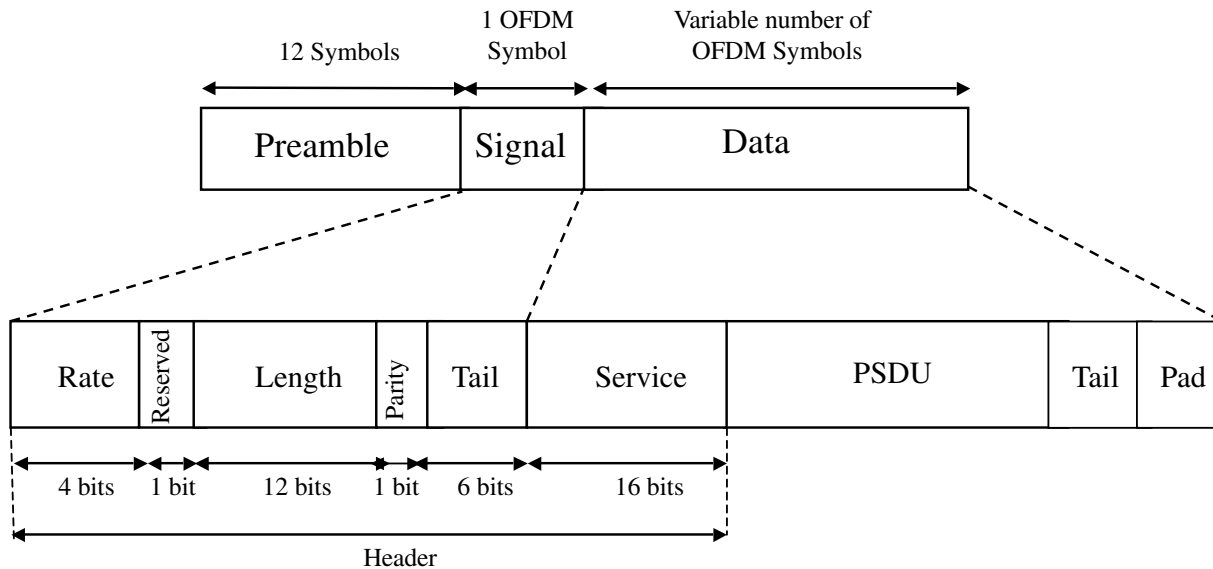 1 OFDM
Symbol
Variable number of
OFDM Symbols
12 Symbols
Preamble
Signal
Data
Rate
Reserved
Length
Parity
Tail
Service
PSDU
Tail
Pad
4 bits
1 bit
12 bits
1 bit
6 bits
16 bits
Header